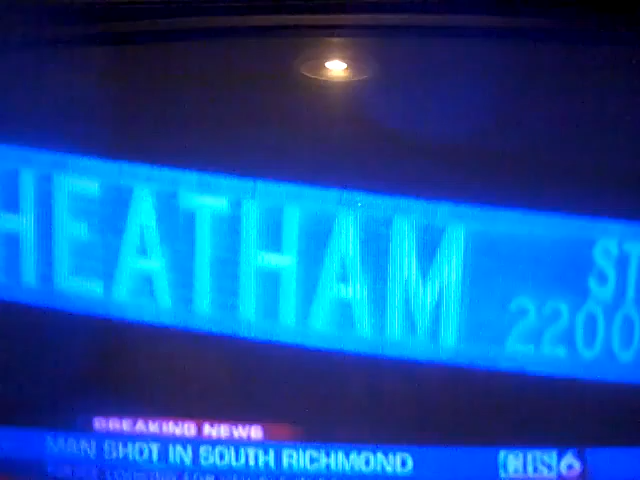 HEATHAM ST
2200
BREAKING NEWS
MAN SHOT IN SOUTH RICHMOND
CBS 6